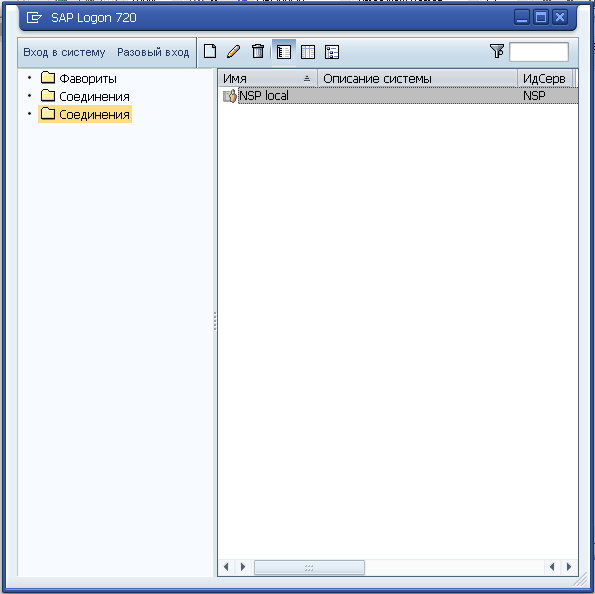 SAP Logon 720
Вход в систему Разовый вход
Фавориты
Соединения
Соединения
Имя Описание системы ИдСерв
NSP local NSP